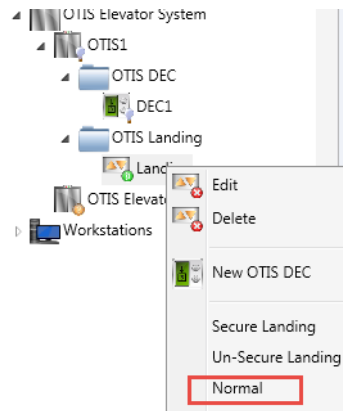 OTIS Elevator System
OTIS1
OTIS DEC
DEC1
OTIS Landing
Edit
OTIS
Delete
Workstations
New OTIS DEC
Secure Landing
Un-Secure Landing
Normal